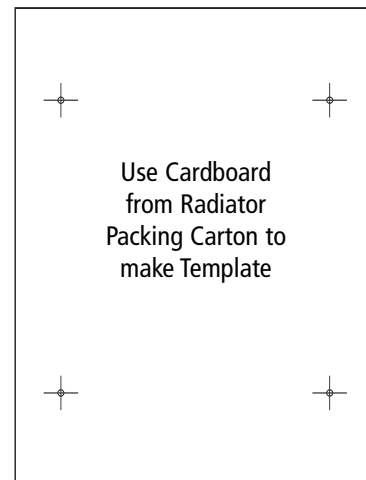 Use Cardboard
from Radiator
Packing Carton to
make Template